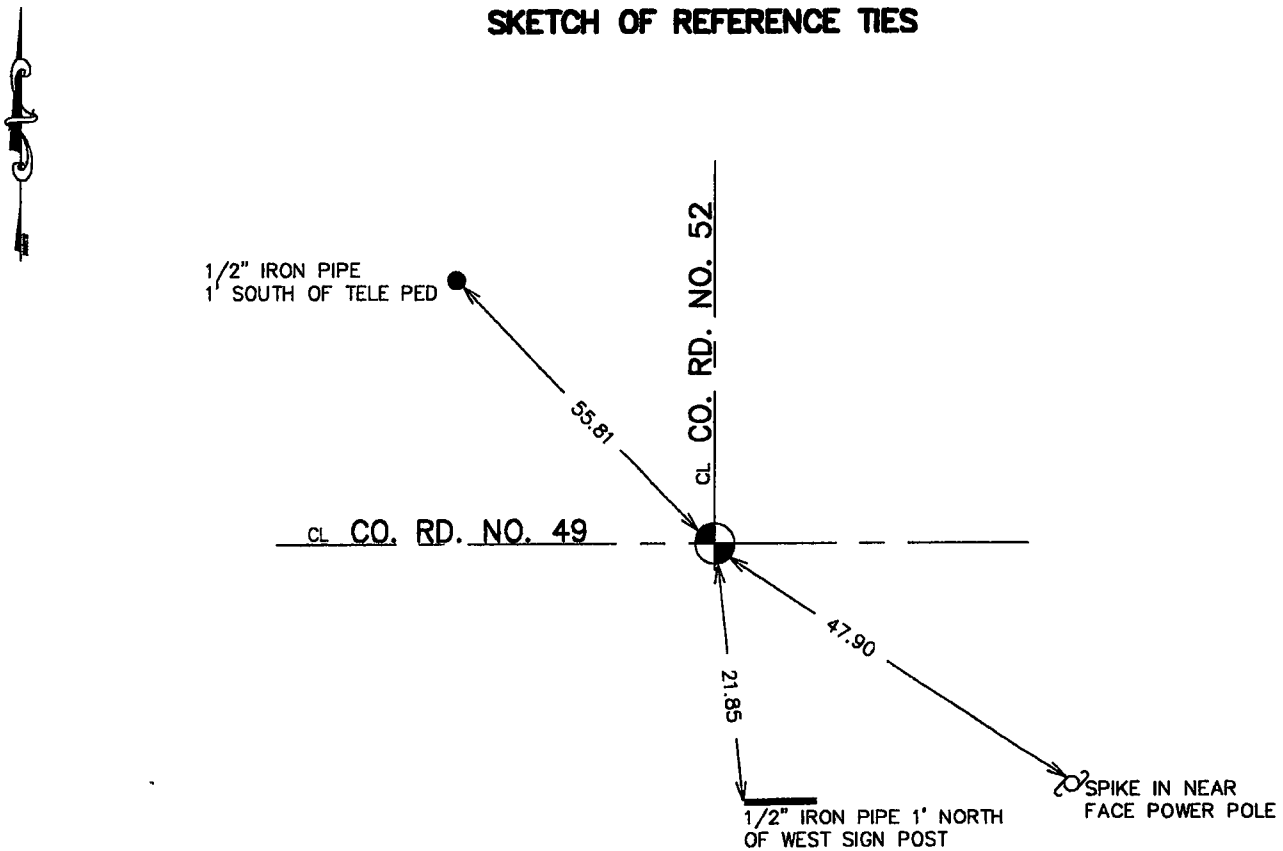 SKETCH OF REFERENCE TIES
1/2" IRON PIPE
1' SOUTH OF TELE PED
CL CO. RD. NO. 52
55.81
CL CO. RD. NO. 49
47.90
21.85
SPIKE IN NEAR
FACE POWER POLE
1/2" IRON PIPE 1' NORTH
OF WEST SIGN POST